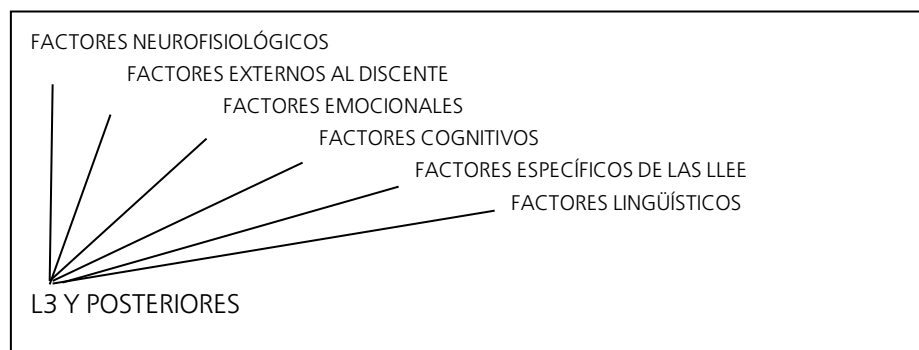 FACTORES NEUROFISIOLÓGICOS
FACTORES EXTERNOS AL DISCENTE
FACTORES EMOCIONALES
FACTORES COGNITIVOS
FACTORES ESPECÍFICOS DE LAS LLEE
FACTORES LINGÜÍSTICOS
L3 Y POSTERIORES